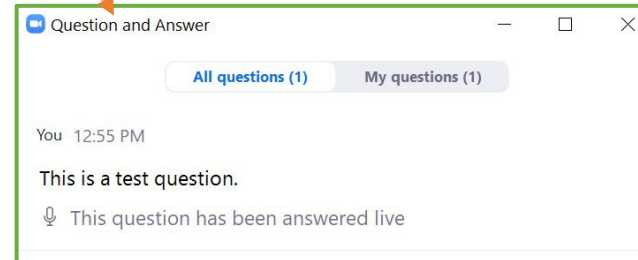 Question and Answer
All questions (1) My questions (1)
You 12:55 PM
This is a test question.
This question has been answered live